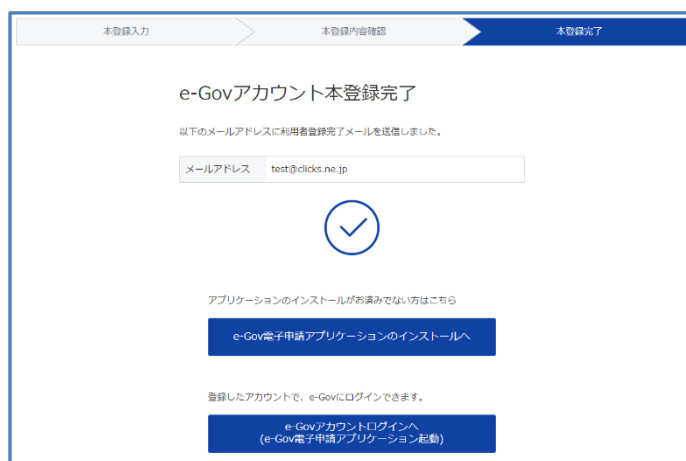 本登録入力
本登録内容確認
本登録完了
e-Govアカウント本登録完了
以下のメールアドレスに利用者登録完了メールを送信しました。
メールアドレス test@clicks.ne.jp
アプリケーションのインストールがお済みでない方はこちら
e-Gov電子申請アプリケーションのインストールへ
登録したアカウントで、e-Govにログインできます。
e-Govアカウントログインへ
(e-Gov電子申請アプリケーション起動)